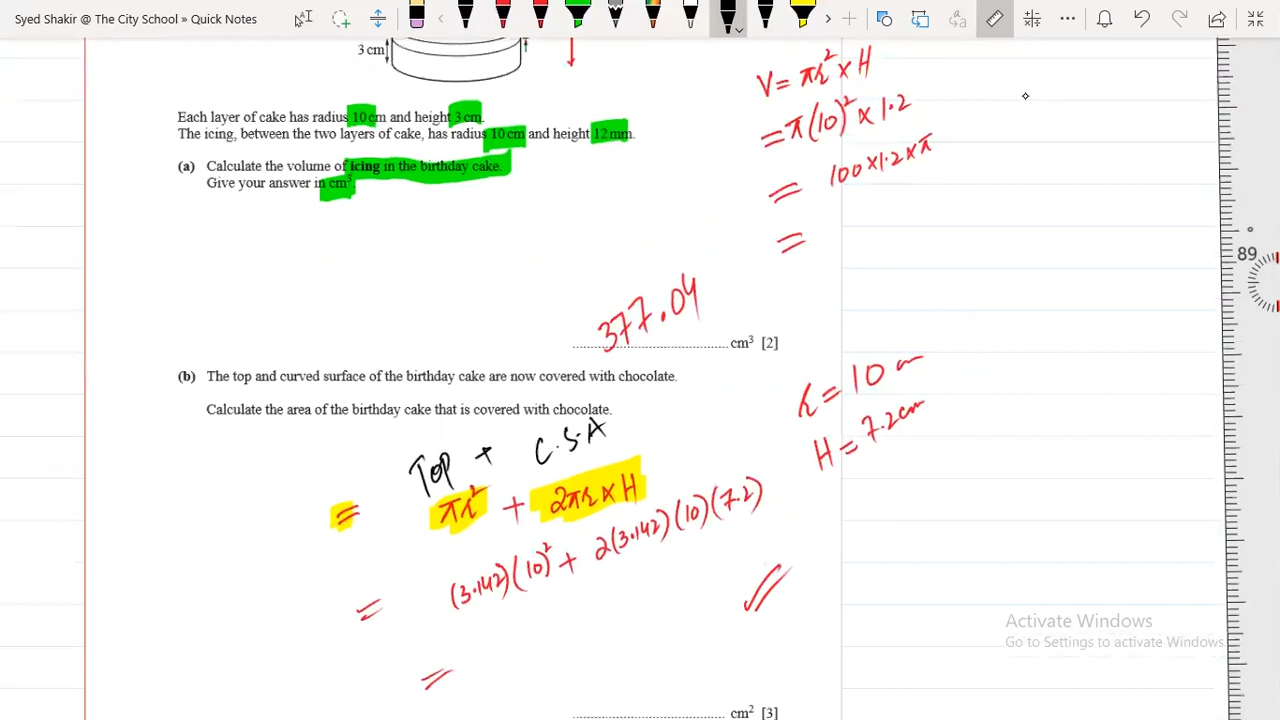 Syed Shakir @ The City School » Quick Notes
3 cm
Each layer of cake has radius 10 cm and height 3 cm.
The icing, between the two layers of cake, has radius 10 cm and height 12 mm.
(a) Calculate the volume of icing in the birthday cake.
Give your answer in cm³.
V = πr² × H
= π(10)² × 1.2
= 100×1.2×π
=
89
377.04
cm³ [2]
(b) The top and curved surface of the birthday cake are now covered with chocolate.
Calculate the area of the birthday cake that is covered with chocolate.
r = 10 cm
H = 7.2cm
Top + C.S.A
= πr² + 2πr×H
= (3.142)(10)² + 2(3.142)(10)(7.2)
=
cm² [3]
Activate Windows
Go to Settings to activate Windows